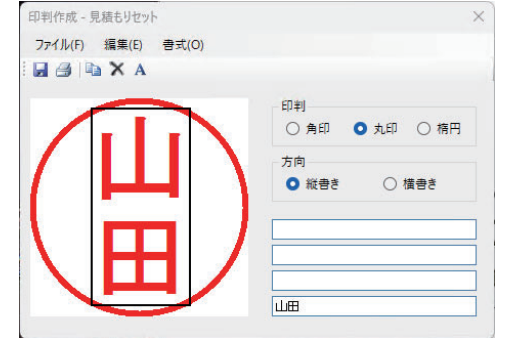 印判作成 - 見積もりセット
ファイル(F) 編集(E) 書式(O)
A
山田
印判
角印 丸印 楕円
方向
縦書き 横書き
山田